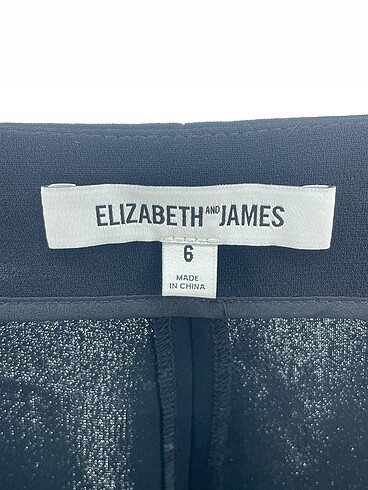 ELIZABETH AND JAMES
6
MADE
IN CHINA